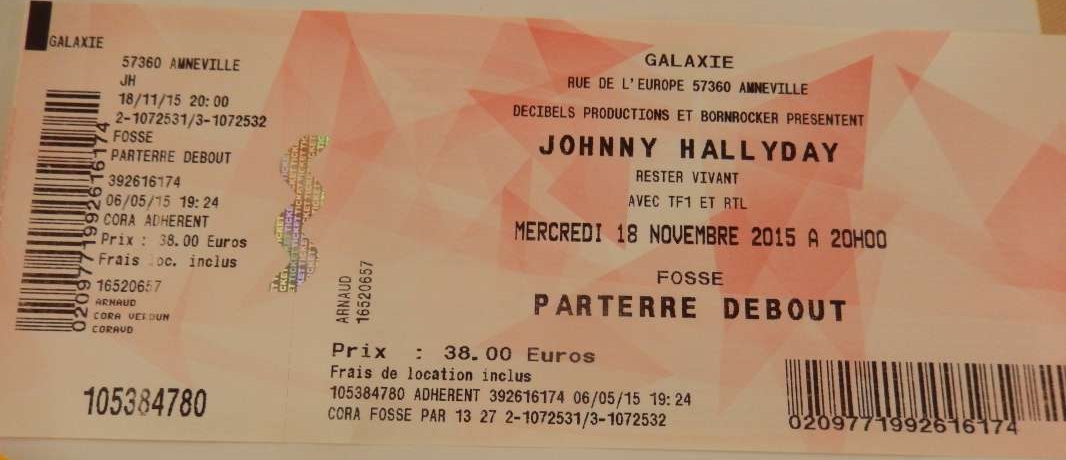 GALAXIE
57360 AMNEVILLE
JH
18/11/15 20:00
2-1072531/3-1072532
FOSSE
PARTERRE DEBOUT
392616174
06/05/15 19:24
CORA ADHERENT
Prix : 38.00 Euros
Frais loc. inclus
16520657
ARNAUD
CORA VERDUN
CORAVD
0209771992616174
105384780
ARNAUD
16520657
GALAXIE
RUE DE L'EUROPE 57360 AMNEVILLE
DECIBELS PRODUCTIONS ET BORNROCKER PRESENTENT
JOHNNY HALLYDAY
RESTER VIVANT
AVEC TF1 ET RTL
MERCREDI 18 NOVEMBRE 2015 A 20H00
FOSSE
PARTERRE DEBOUT
Prix : 38.00 Euros
Frais de location inclus
105384780 ADHERENT 392616174 06/05/15 19:24
CORA FOSSE PAR 13 27 2-1072531/3-1072532
0209771992616174